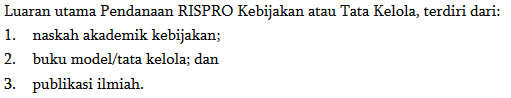 Luaran utama Pendanaan RISPRO Kebijakan atau Tata Kelola, terdiri dari:
1. naskah akademik kebijakan;
2. buku model/tata kelola; dan
3. publikasi ilmiah.